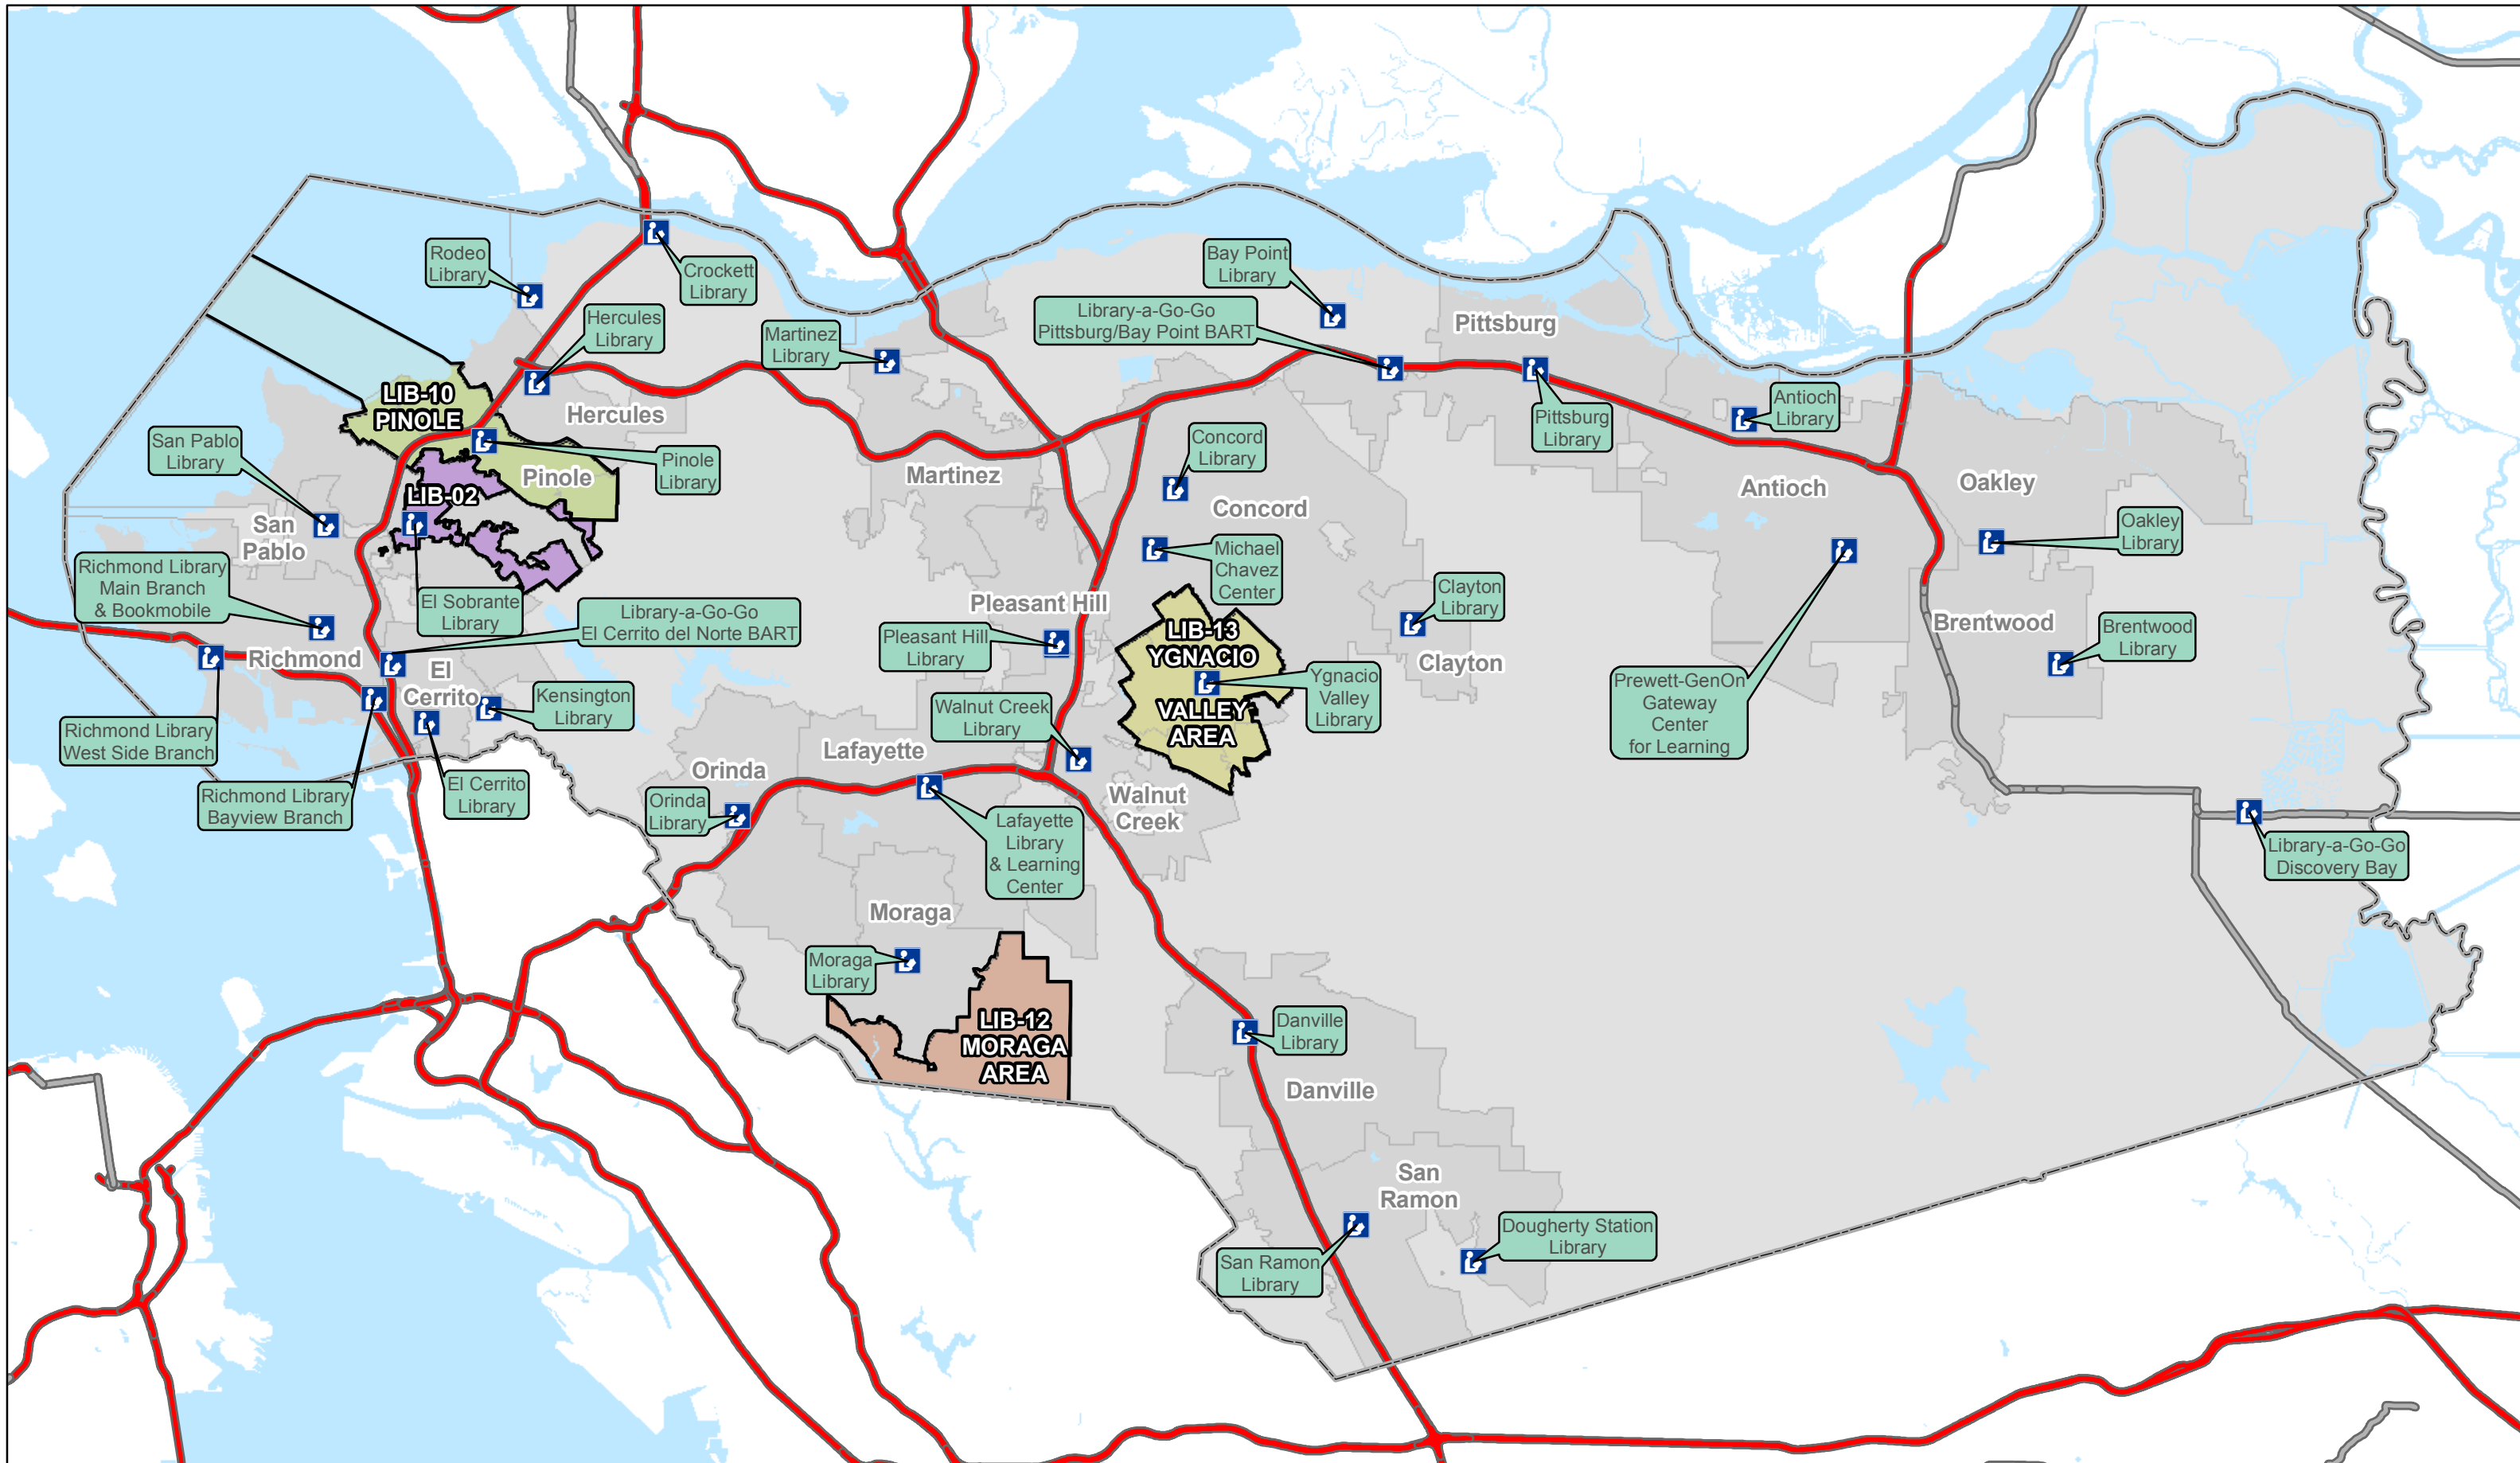 Rodeo
Library
Crockett
Library
Bay Point
Library
Library-a-Go-Go
Pittsburg/Bay Point BART
Hercules
Library
Martinez
Library
Pittsburg
LIB-10
PINOLE
Hercules
Pittsburg
Library
Antioch
Library
San Pablo
Library
Concord
Library
Pinole
Library
Pinole
Martinez
LIB-02
Antioch
Oakley
Concord
San
Pablo
Oakley
Library
Michael
Chavez
Center
Richmond Library
Main Branch
& Bookmobile
El Sobrante
Library
Library-a-Go-Go
El Cerrito del Norte BART
Pleasant Hill
Clayton
Library
Pleasant Hill
Library
LIB-13
YGNACIO
VALLEY
AREA
Brentwood
Brentwood
Library
Richmond
El
Cerrito
Clayton
Ygnacio
Valley
Library
Kensington
Library
Walnut Creek
Library
Prewett-GenOn
Gateway
Center
for Learning
Richmond Library
West Side Branch
Lafayette
Orinda
Richmond Library
Bayview Branch
El Cerrito
Library
Orinda
Library
Walnut
Creek
Lafayette
Library
& Learning
Center
Library-a-Go-Go
Discovery Bay
Moraga
Moraga
Library
LIB-12
MORAGA
AREA
Danville
Library
Danville
San
Ramon
Dougherty Station
Library
San Ramon
Library